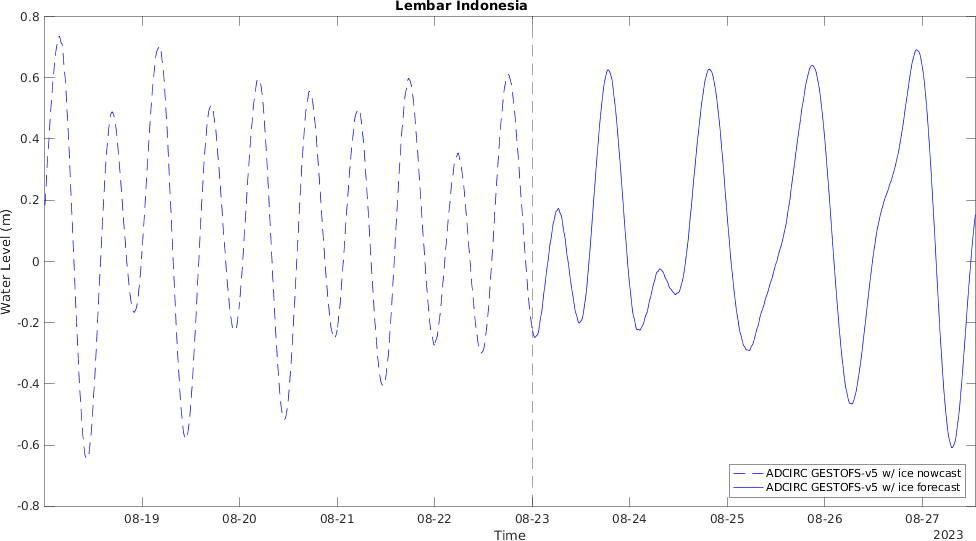 Lembar Indonesia
0.8
0.6
0.4
0.2
0
-0.2
-0.4
-0.6
-0.8
Water Level (m)
08-19 08-20 08-21 08-22 08-23 08-24 08-25 08-26 08-27
Time
2023
ADCIRC GESTOFS-v5 w/ ice nowcast
ADCIRC GESTOFS-v5 w/ ice forecast